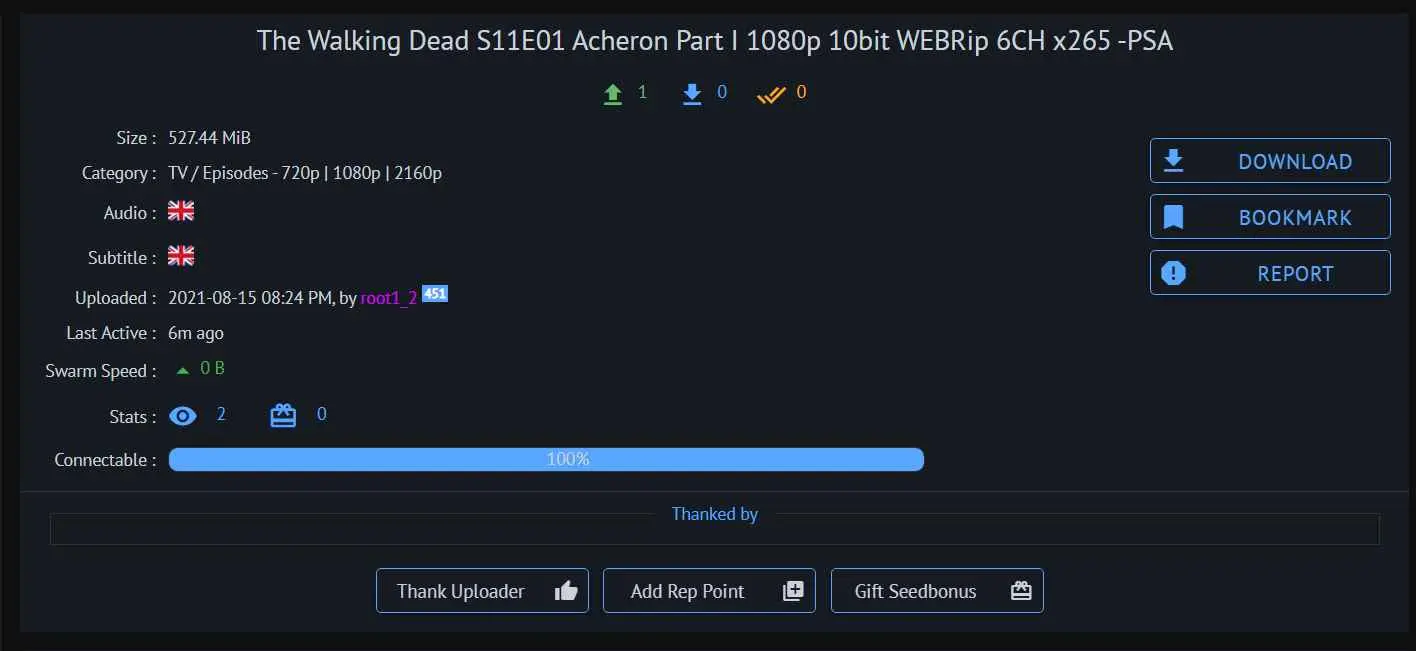 The Walking Dead S11E01 Acheron Part I 1080p 10bit WEBRip 6CH x265 -PSA
1 0 0
Size : 527.44 MiB
Category : TV / Episodes - 720p | 1080p | 2160p
Audio :
Subtitle :
Uploaded : 2021-08-15 08:24 PM, by root1_2 451
Last Active : 6m ago
Swarm Speed : 0 B
Stats : 2 0
Connectable : 100%
DOWNLOAD
BOOKMARK
REPORT
Thanked by
Thank Uploader Add Rep Point Gift Seedbonus